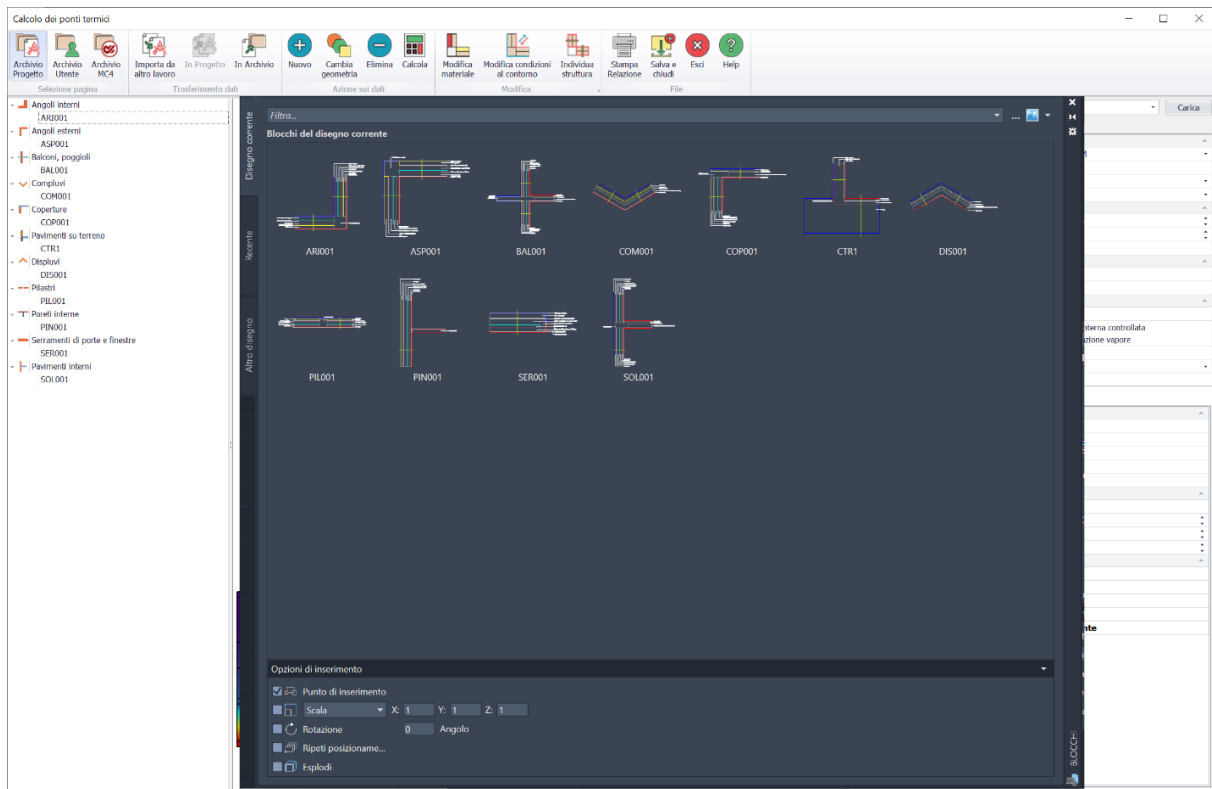 Calcolo dei ponti termici
Archivio Progetto
Archivio Utente
Archivio MC4
Importa da altro lavoro
In Progetto
In Archivio
Nuovo
Cambia geometria
Elimina
Calcola
Modifica materiale
Modifica condizioni al contorno
Individua struttura
Stampa Relazione
Salva e chiudi
Esci
Help
Selezione pagina
Trasferimento dati
Azione sui dati
Modifica
File
Angoli interni
ARI001
Angoli esterni
ASP001
Balconi, poggioli
BAL001
Compluvi
COM001
Coperture
COP001
Pavimenti su terreno
CTR1
Displuvi
DIS001
Pilastri
PIL001
Pareti interne
PIN001
Serramenti di porte e finestre
SER001
Pavimenti interni
SOL001
Disegno corrente
Recente
Altro disegno
Filtra...
...
Blocchi del disegno corrente
ARI001
ASP001
BAL001
COM001
COP001
CTR1
DIS001
PIL001
PIN001
SER001
SOL001
Opzioni di inserimento
Punto di inserimento
Scala X: 1 Y: 1 Z: 1
Rotazione 0 Angolo
Ripeti posizioname...
Esplodi
BLOCCHI
Carica
nterna controllata
azione vapore
nte